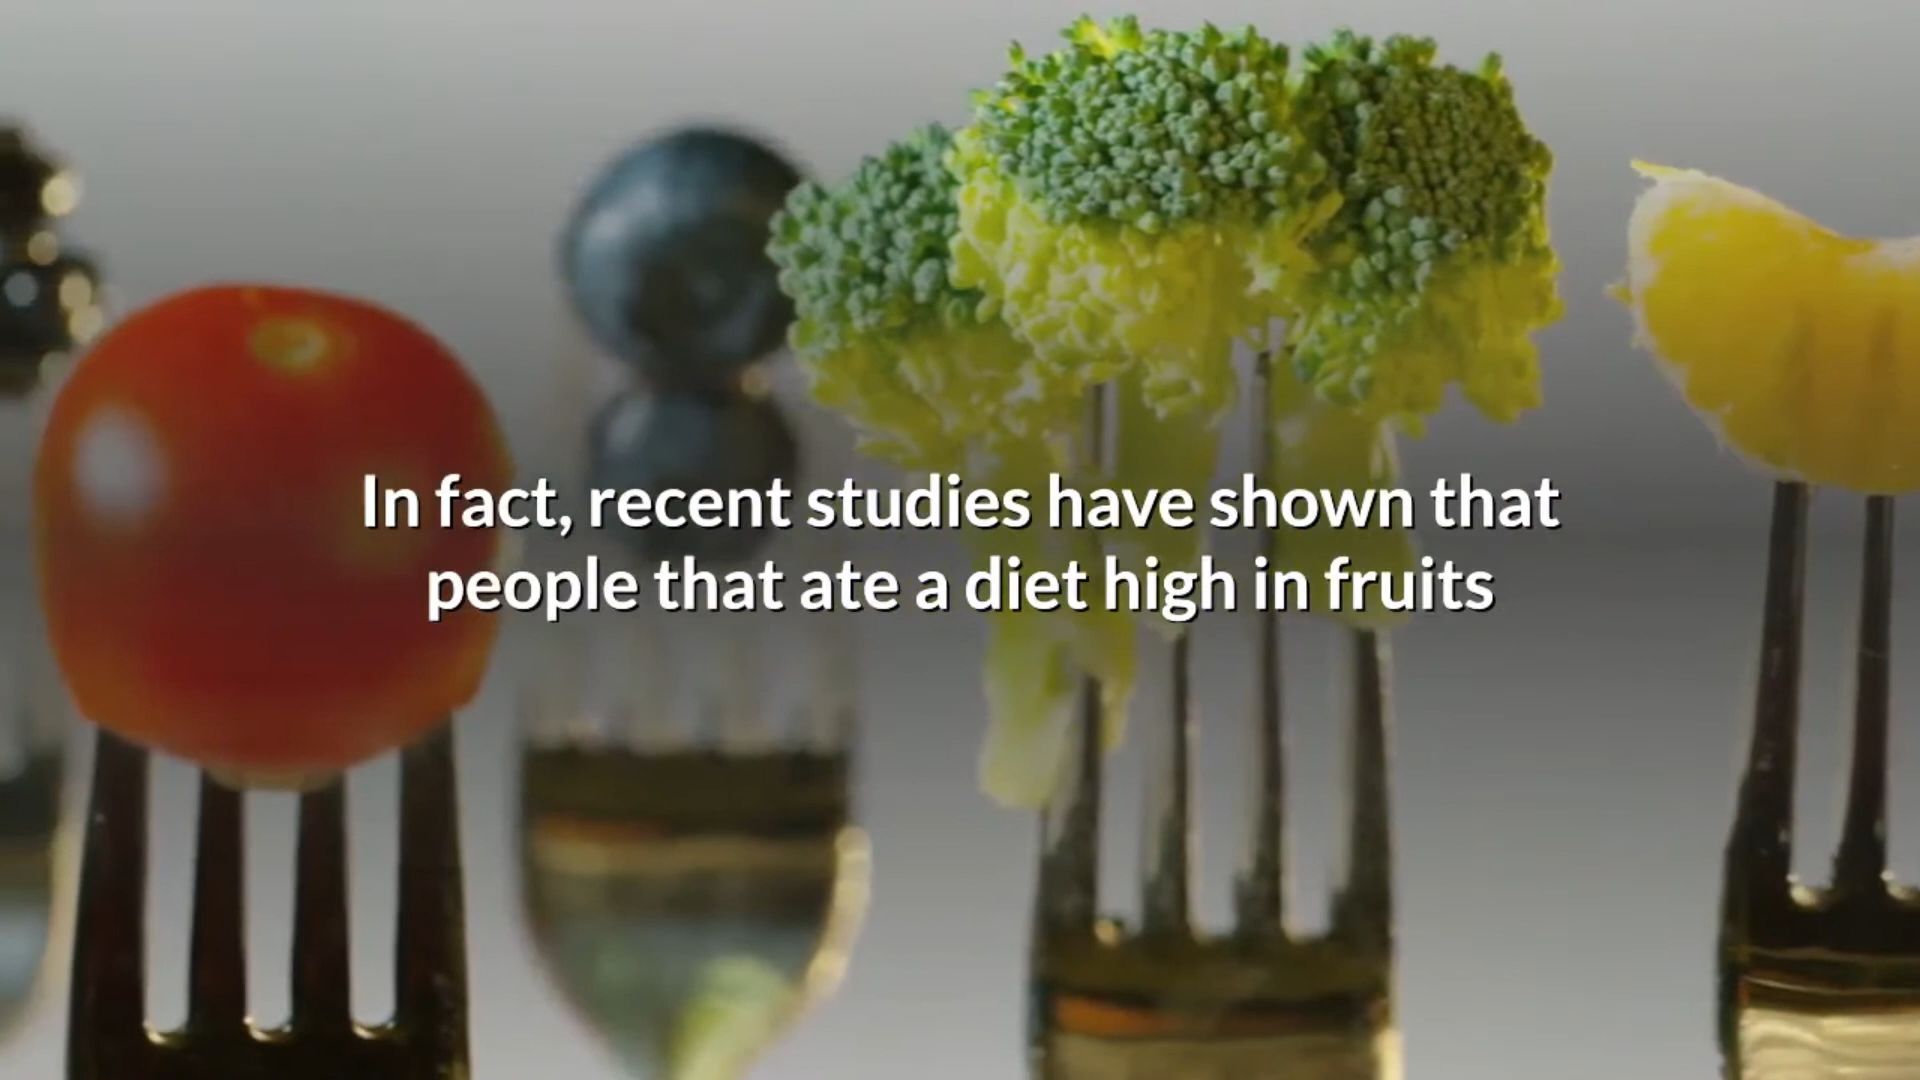 In fact, recent studies have shown that
people that ate a diet high in fruits